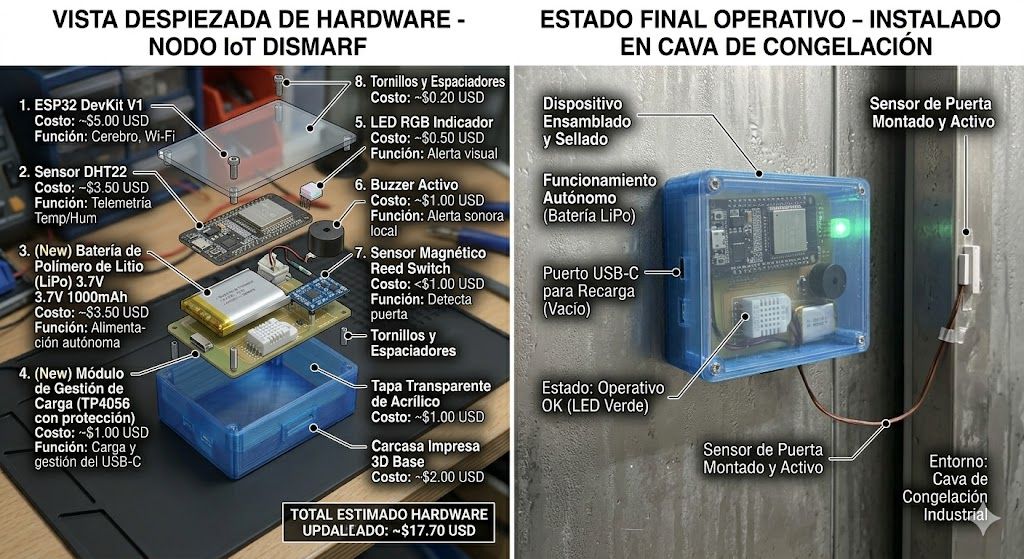 VISTA DESPIEZADA DE HARDWARE -
NODO IoT DISMARF
1. ESP32 DevKit V1
Costo: ~$5.00 USD
Función: Cerebro, Wi-Fi
2. Sensor DHT22
Costo: ~$3.50 USD
Función: Telemetría
Temp/Hum
3. (New) Batería de
Polímero de Litio
(LiPo) 3.7V
3.7V 1000mAh
Costo: ~$3.50 USD
Función: Alimenta-
ción autónoma
4. (New) Módulo
de Gestión de
Carga (TP4056
con protección)
Costo: ~$1.00 USD
Función: Carga y
gestión del USB-C
8. Tornillos y Espaciadores
Costo: ~$0.20 USD
5. LED RGB Indicador
Costo: ~$0.50 USD
Función: Alerta visual
6. Buzzer Activo
Costo: ~$1.00 USD
Función: Alerta sonora
local
7. Sensor Magnético
Reed Switch
Costo: <$1.00 USD
Función: Detecta
puerta
Tornillos y
Espaciadores
Tapa Transparente
de Acrílico
Costo: ~$1.00 USD
Carcasa Impresa
3D Base
Costo: ~$2.00 USD
TOTAL ESTIMADO HARDWARE
UPDALADO: ~$17.70 USD
ESTADO FINAL OPERATIVO – INSTALADO
EN CAVA DE CONGELACIÓN
Dispositivo
Ensamblado
y Sellado
Funcionamiento
Autónomo
(Batería LiPo)
Puerto USB-C
para Recarga
(Vacío)
Estado: Operativo
OK (LED Verde)
Sensor de Puerta
Montado y Activo
Sensor de Puerta
Montado y Activo
Entorno:
Cava de
Congelación
Industrial